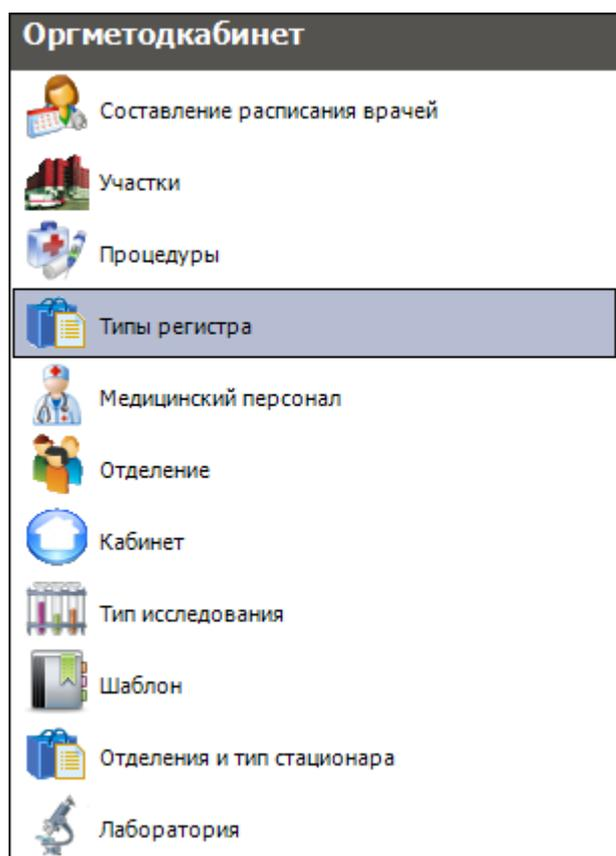 Оргметодкабинет
Составление расписания врачей
Участки
Процедуры
Типы регистра
Медицинский персонал
Отделение
Кабинет
Тип исследования
Шаблон
Отделения и тип стационара
Лаборатория